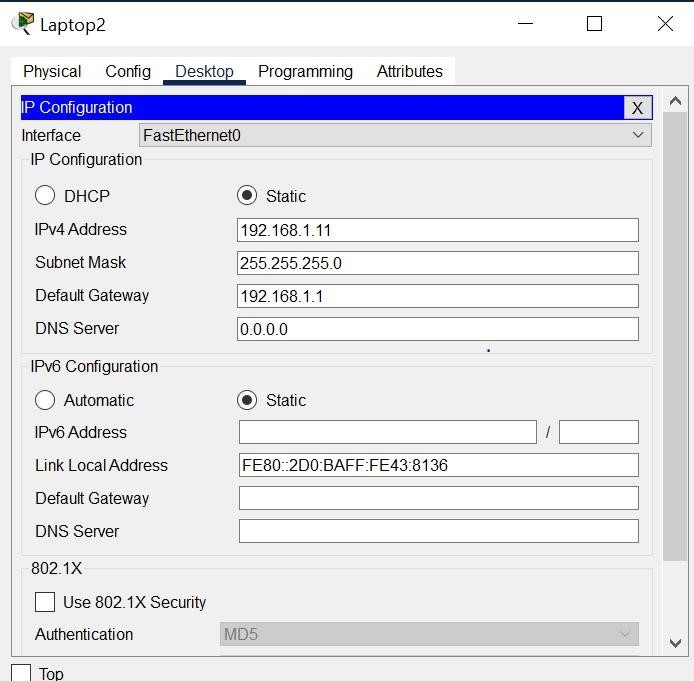 Laptop2
Physical Config Desktop Programming Attributes
IP Configuration X
Interface FastEthernet0
IP Configuration
DHCP Static
IPv4 Address 192.168.1.11
Subnet Mask 255.255.255.0
Default Gateway 192.168.1.1
DNS Server 0.0.0.0
IPv6 Configuration
Automatic Static
IPv6 Address /
Link Local Address FE80::2D0:BAFF:FE43:8136
Default Gateway
DNS Server
802.1X
Use 802.1X Security
Authentication MD5
Top